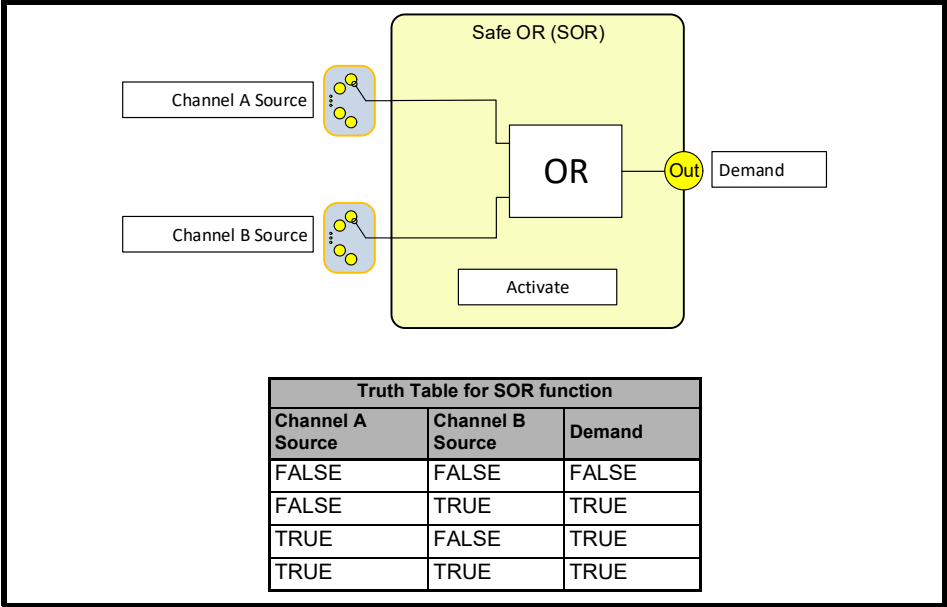 Safe OR (SOR)
Channel A Source
OR
Out
Demand
Channel B Source
Activate
Truth Table for SOR function
Channel A Source
Channel B Source
Demand
FALSE FALSE FALSE
FALSE TRUE TRUE
TRUE FALSE TRUE
TRUE TRUE TRUE